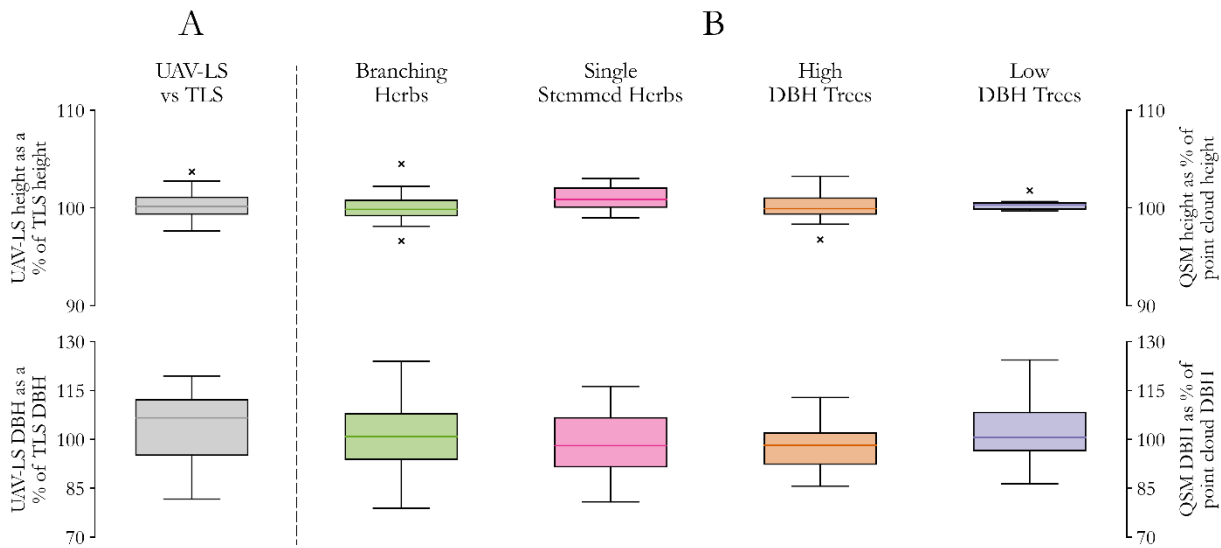 A
B
UAV-LS
vs TLS
Branching
Herbs
Single
Stemmed Herbs
High
DBH Trees
Low
DBH Trees
UAV-LS height as a
% of TLS height
110
100
90
110
100
90
QSM height as % of
point cloud height
UAV-LS DBH as a
% of TLS DBH
130
115
100
85
70
130
115
100
85
70
QSM DBH as % of
point cloud DBH